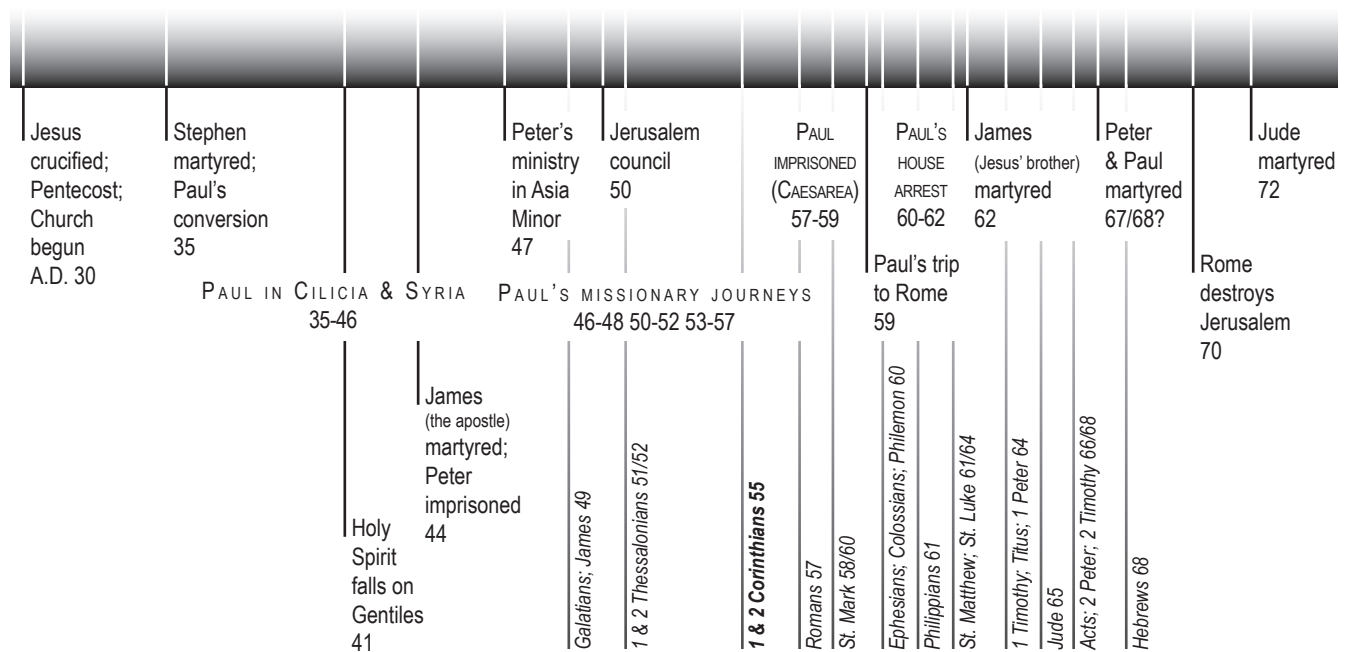 Jesus
crucified;
Pentecost;
Church
begun
A.D. 30
Stephen
martyred;
Paul's
conversion
35
Peter's
ministry
in Asia
Minor
47
Jerusalem
council
50
PAUL
IMPRISONED
(CAESAREA)
57-59
PAUL'S
HOUSE
ARREST
60-62
James
(Jesus' brother)
martyred
62
Peter
& Paul
martyred
67/68?
Jude
martyred
72
Paul's trip
to Rome
59
Rome
destroys
Jerusalem
70
PAUL IN CILICIA & SYRIA
35-46
PAUL'S MISSIONARY JOURNEYS
46-48 50-52 53-57
James
(the apostle)
martyred;
Peter
imprisoned
44
Holy
Spirit
falls on
Gentiles
41
Galatians; James 49
1 & 2 Thessalonians 51/52
1 & 2 Corinthians 55
Romans 57
St. Mark 58/60
Ephesians; Colossians; Philemon 60
Philippians 61
St. Matthew; St. Luke 61/64
1 Timothy; Titus; 1 Peter 64
Jude 65
Acts; 2 Peter; 2 Timothy 66/68
Hebrews 68